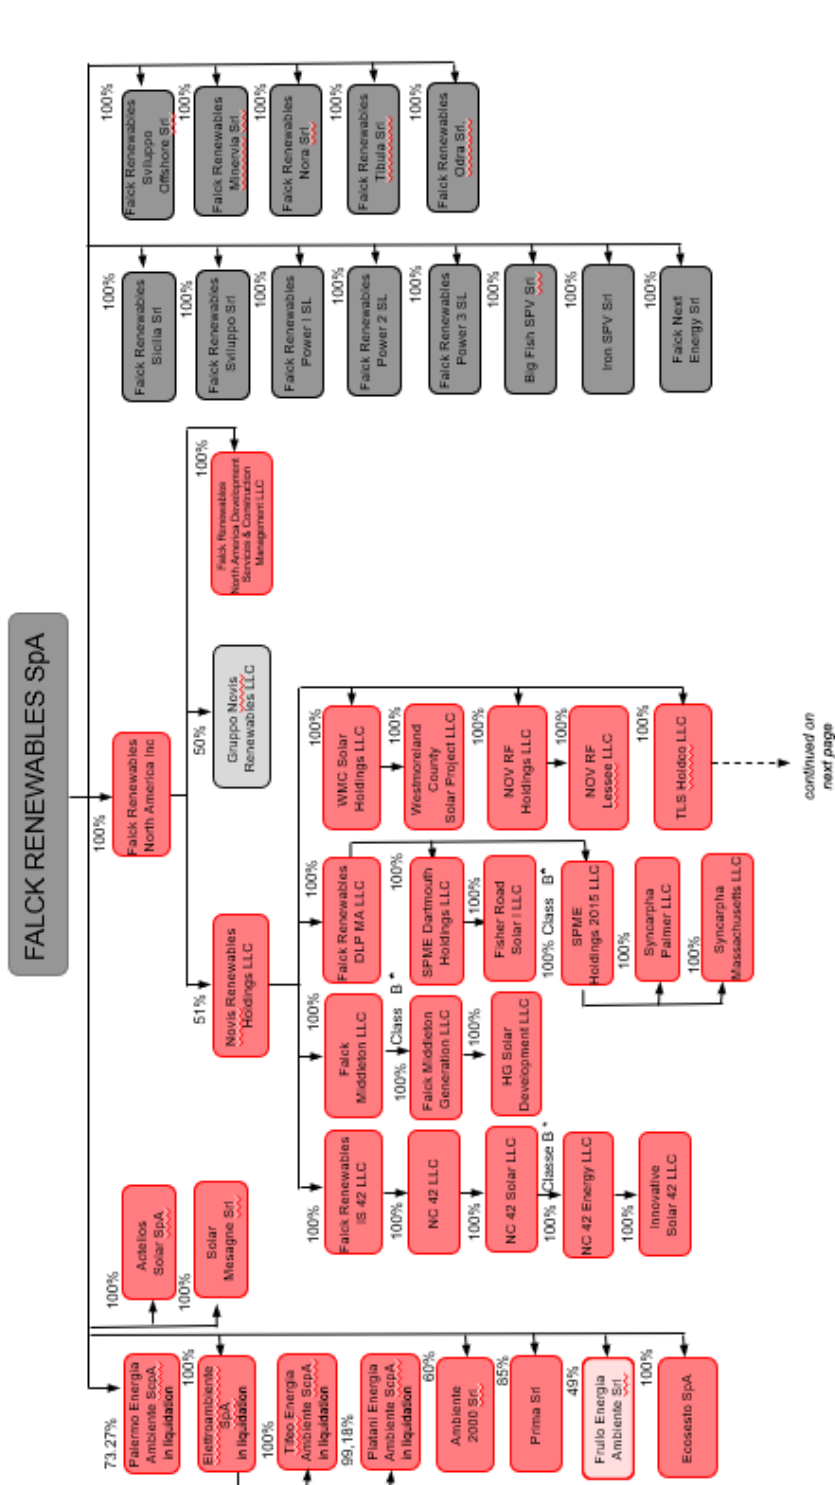 FALCK RENEWABLES SpA
73.27%
Palermo Energia
Ambiente ScpA
in liquidation
100%
Elettroambiente
SpA
in liquidation
100%
Tifeo Energia
Ambiente ScpA
in liquidation
99,18%
Platani Energia
Ambiente ScpA
in liquidation
60%
Ambiente
2000 Srl
85%
Prima Srl
49%
Frullo Energia
Ambiente Srl
100%
Ecosesto SpA
100%
Actelios
Solar SpA
100%
Solar
Mesagne Srl
100%
Falck Renewables
North America Inc
51%
Novis Renewables
Holdings LLC
50%
Gruppo Novis
Renewables LLC
100%
Falck Renewables
North America Development
Services & Construction
Management LLC
100%
Falck Renewables
IS 42 LLC
100%
NC 42 LLC
100%
NC 42 Solar LLC
100% Classe B *
NC 42 Energy LLC
100%
Innovative
Solar 42 LLC
100%
Falck
Middleton LLC
100% Class B *
Falck Middleton
Generation LLC
100%
HG Solar
Development LLC
100%
Falck Renewables
DLP MA LLC
100%
SPME Dartmouth
Holdings LLC
100%
Fisher Road
Solar I LLC
100% Class B*
SPME
Holdings 2015 LLC
100%
Syncarpha
Palmer LLC
100%
Syncarpha
Massachusetts LLC
100%
WMC Solar
Holdings LLC
100%
Westmoreland
County
Solar Project LLC
100%
NOV RF
Holdings LLC
100%
NOV RF
Lessee LLC
100%
TLS Holdco LLC
continued on
next page
100%
Falck Renewables
Sicilia Srl
100%
Falck Renewables
Sviluppo Srl
100%
Falck Renewables
Power I SL
100%
Falck Renewables
Power 2 SL
100%
Falck Renewables
Power 3 SL
100%
Big Fish SPV Srl
100%
Iron SPV Srl
100%
Falck Next
Energy Srl
100%
Falck Renewables
Sviluppo
Offshore Srl
100%
Falck Renewables
Minervia Srl
100%
Falck Renewables
Nora Srl
100%
Falck Renewables
Tibula Srl
100%
Falck Renewables
Odra Srl